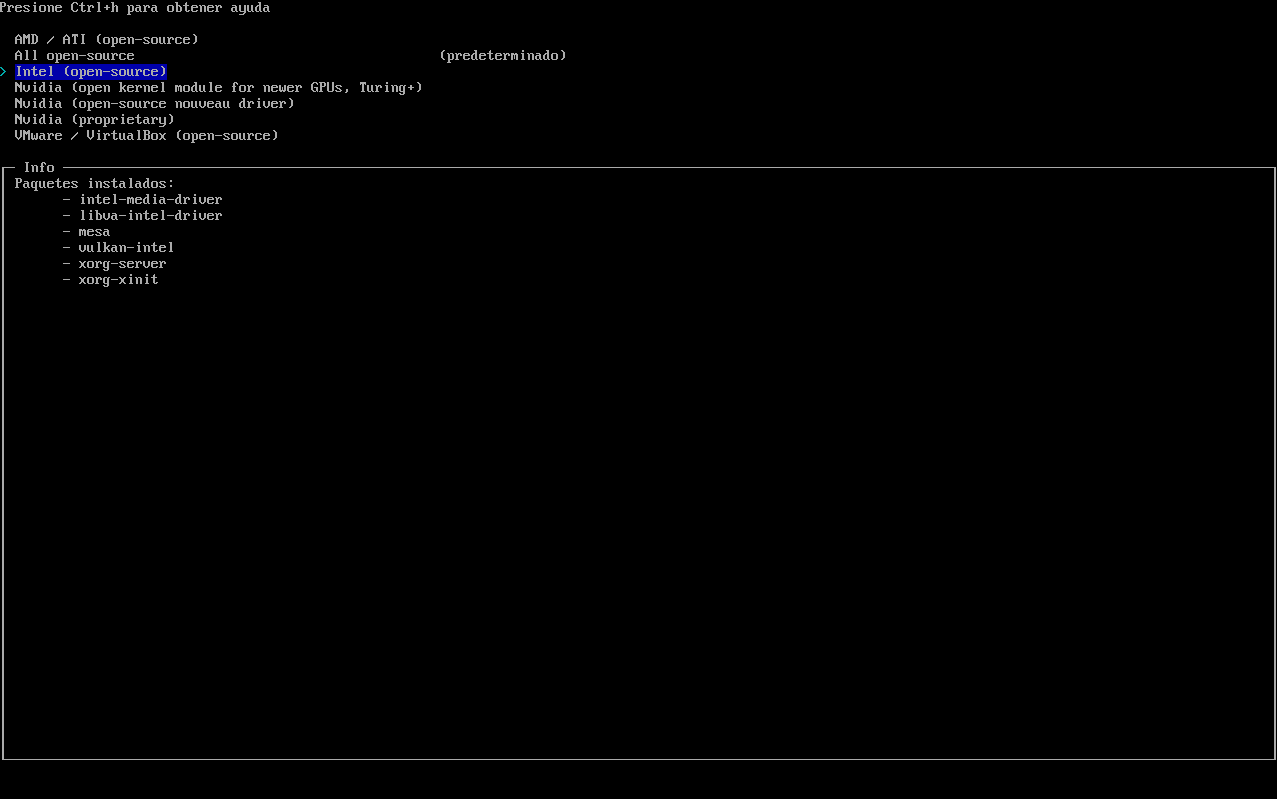 Presione Ctrl+h para obtener ayuda
AMD / ATI (open-source)
All open-source (predeterminado)
> Intel (open-source)
Nvidia (open kernel module for newer GPUs, Turing+)
Nvidia (open-source nouveau driver)
Nvidia (proprietary)
VMware / VirtualBox (open-source)
Info
Paquetes instalados:
- intel-media-driver
- libva-intel-driver
- mesa
- vulkan-intel
- xorg-server
- xorg-xinit